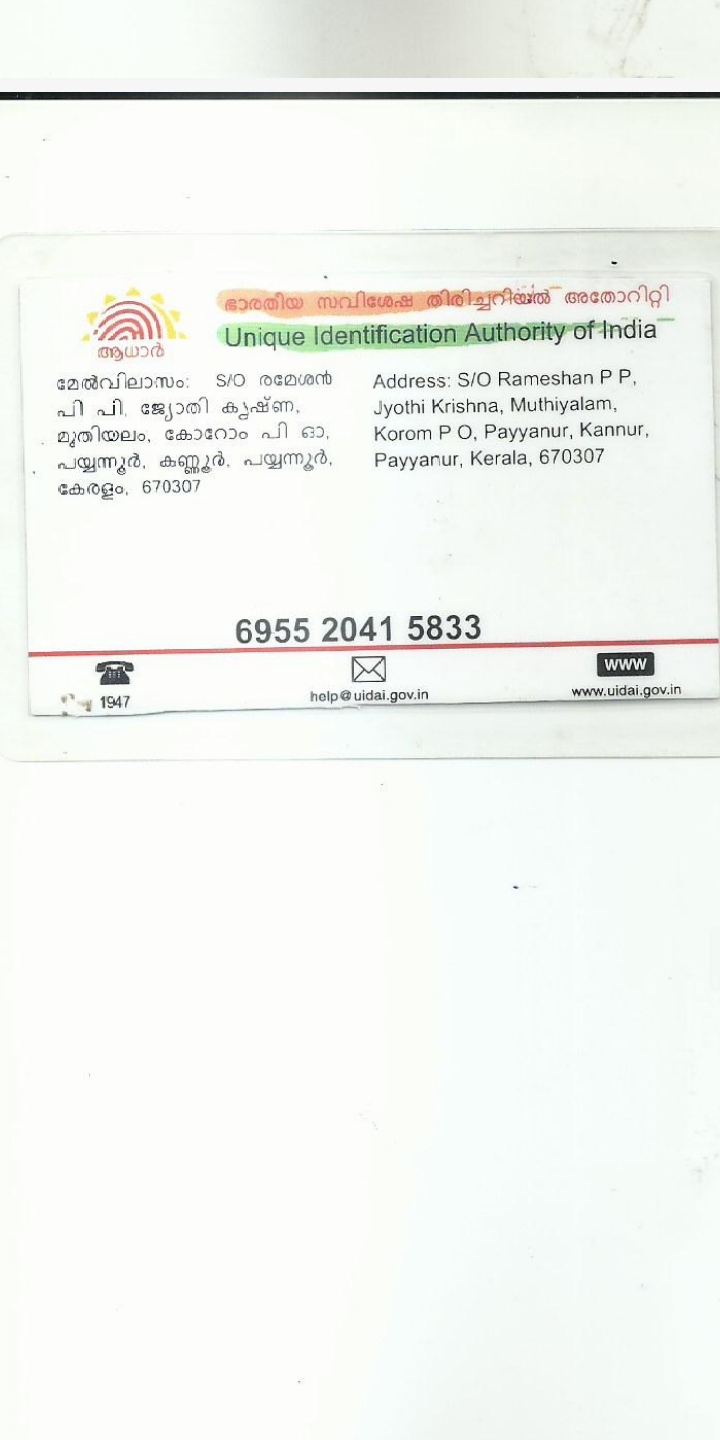 ഭാരതീയ സവിശേഷ തിരിച്ചറിയൽ അതോറിറ്റി
Unique Identification Authority of India
ആധാർ
മേൽവിലാസം: S/O രമേശൻ
പി പി, ജ്യോതി കൃഷ്ണ,
മുതിയലം, കോറോം പി ഓ,
പയ്യന്നൂർ, കണ്ണൂർ, പയ്യന്നൂർ,
കേരളം, 670307
Address: S/O Rameshan P P,
Jyothi Krishna, Muthiyalam,
Korom P O, Payyanur, Kannur,
Payyanur, Kerala, 670307
6955 2041 5833
1947
help@uidai.gov.in
WWW
www.uidai.gov.in